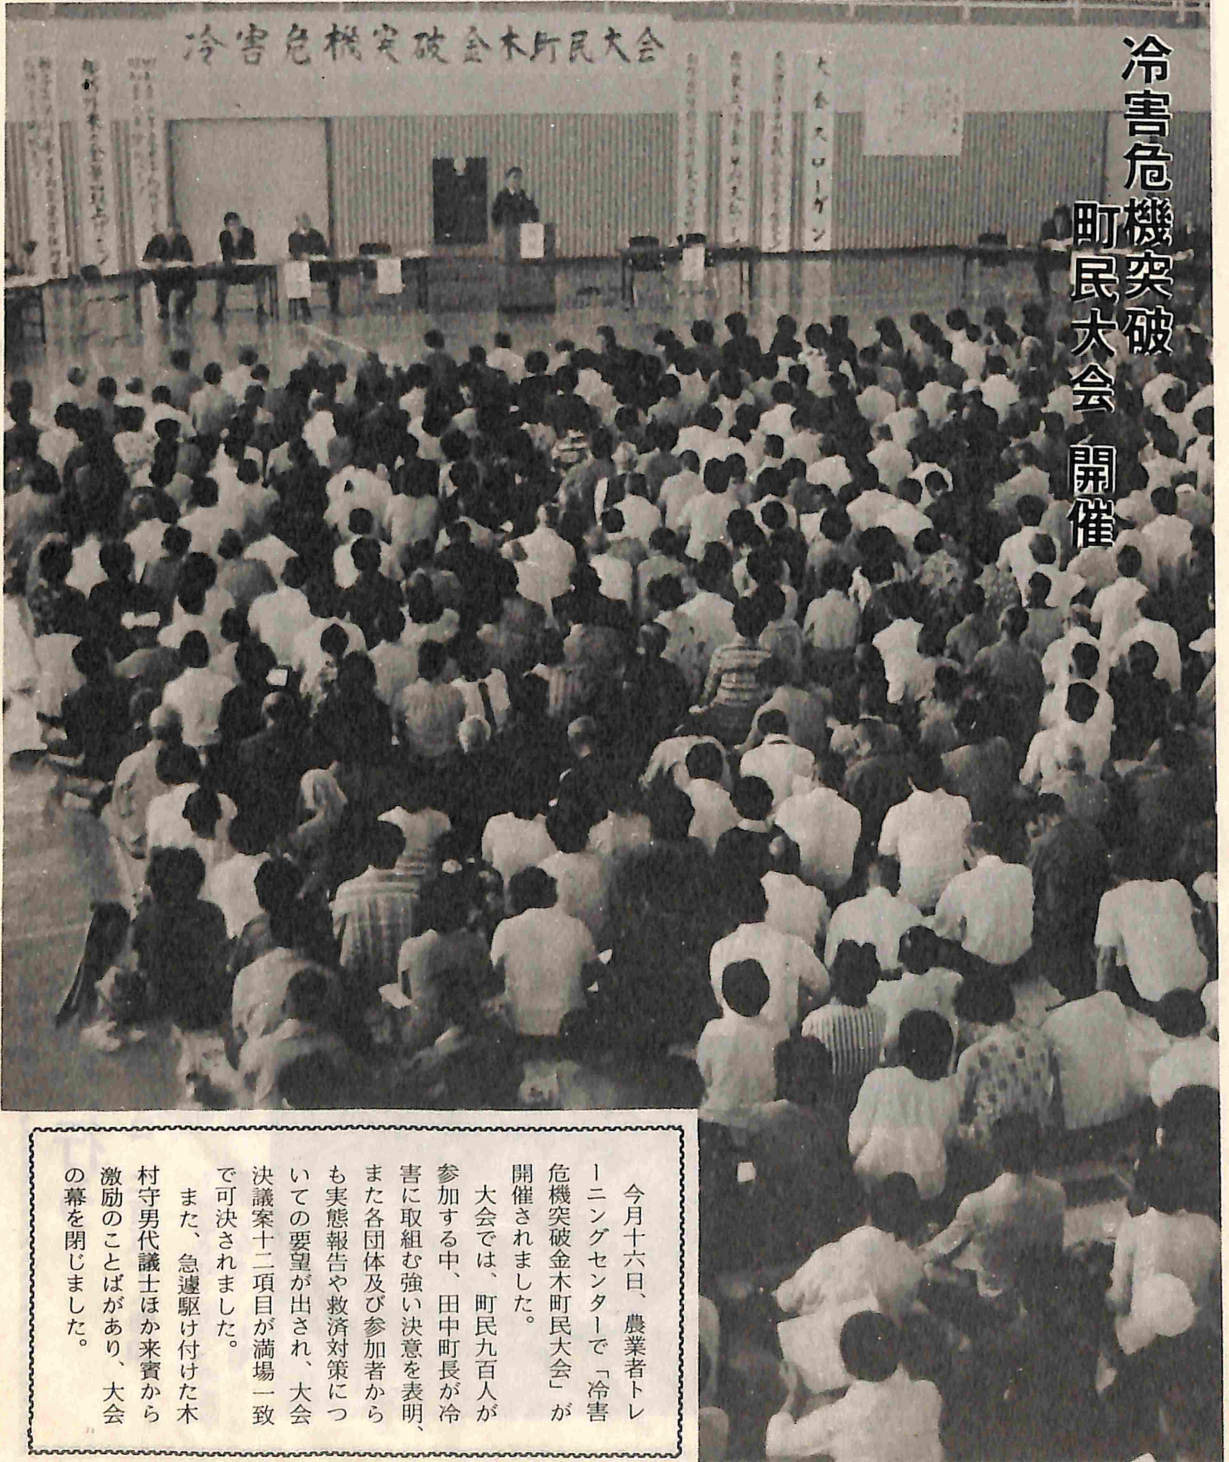 冷害危機突破
町民大会 開催
冷害危機突破金木町民大会
大会スローガン
今月十六日、農業者トレ
ーニングセンターで「冷害
危機突破金木町民大会」が
開催されました。
大会では、町民九百人が
参加する中、田中町長が冷
害に取組む強い決意を表明、
また各団体及び参加者から
も実態報告や救済対策につ
いての要望が出され、大会
決議案十二項目が満場一致
で可決されました。
また、急遽駆け付けた木
村守男代議士ほか来賓から
激励のことばがあり、大会
の幕を閉じました。